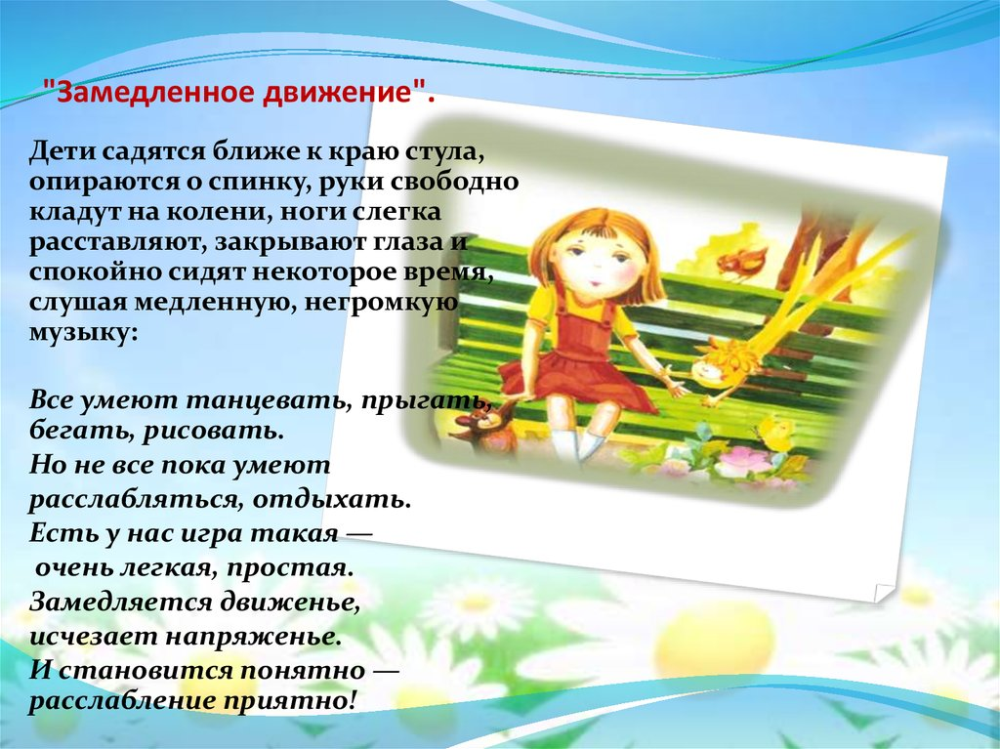 "Замедленное движение".
Дети садятся ближе к краю стула,
опираются о спинку, руки свободно
кладут на колени, ноги слегка
расставляют, закрывают глаза и
спокойно сидят некоторое время,
слушая медленную, негромкую
музыку:
Все умеют танцевать, прыгать,
бегать, рисовать.
Но не все пока умеют
расслабляться, отдыхать.
Есть у нас игра такая —
очень легкая, простая.
Замедляется движенье,
исчезает напряженье.
И становится понятно —
расслабление приятно!